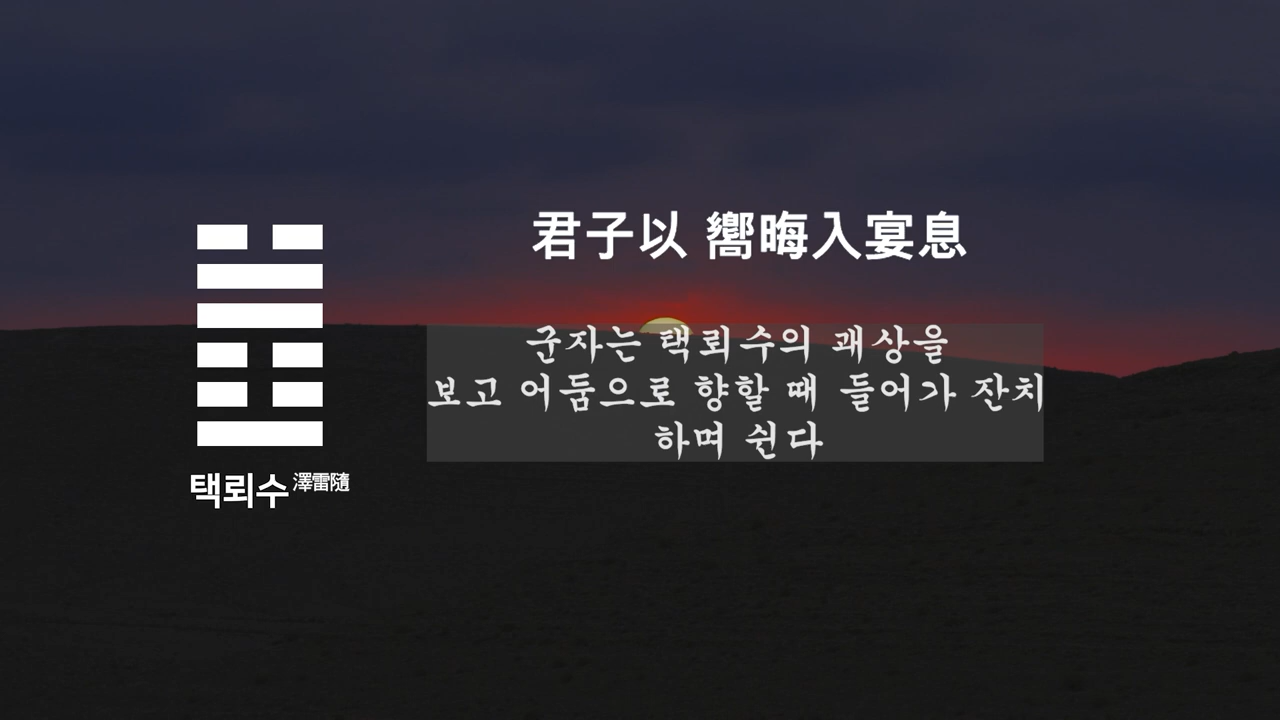 君子以 嚮晦入宴息
군자는 택뢰수의 괘상을
보고 어둠으로 향할 때 들어가 잔치
하며 쉰다
택뢰수 澤雷隨